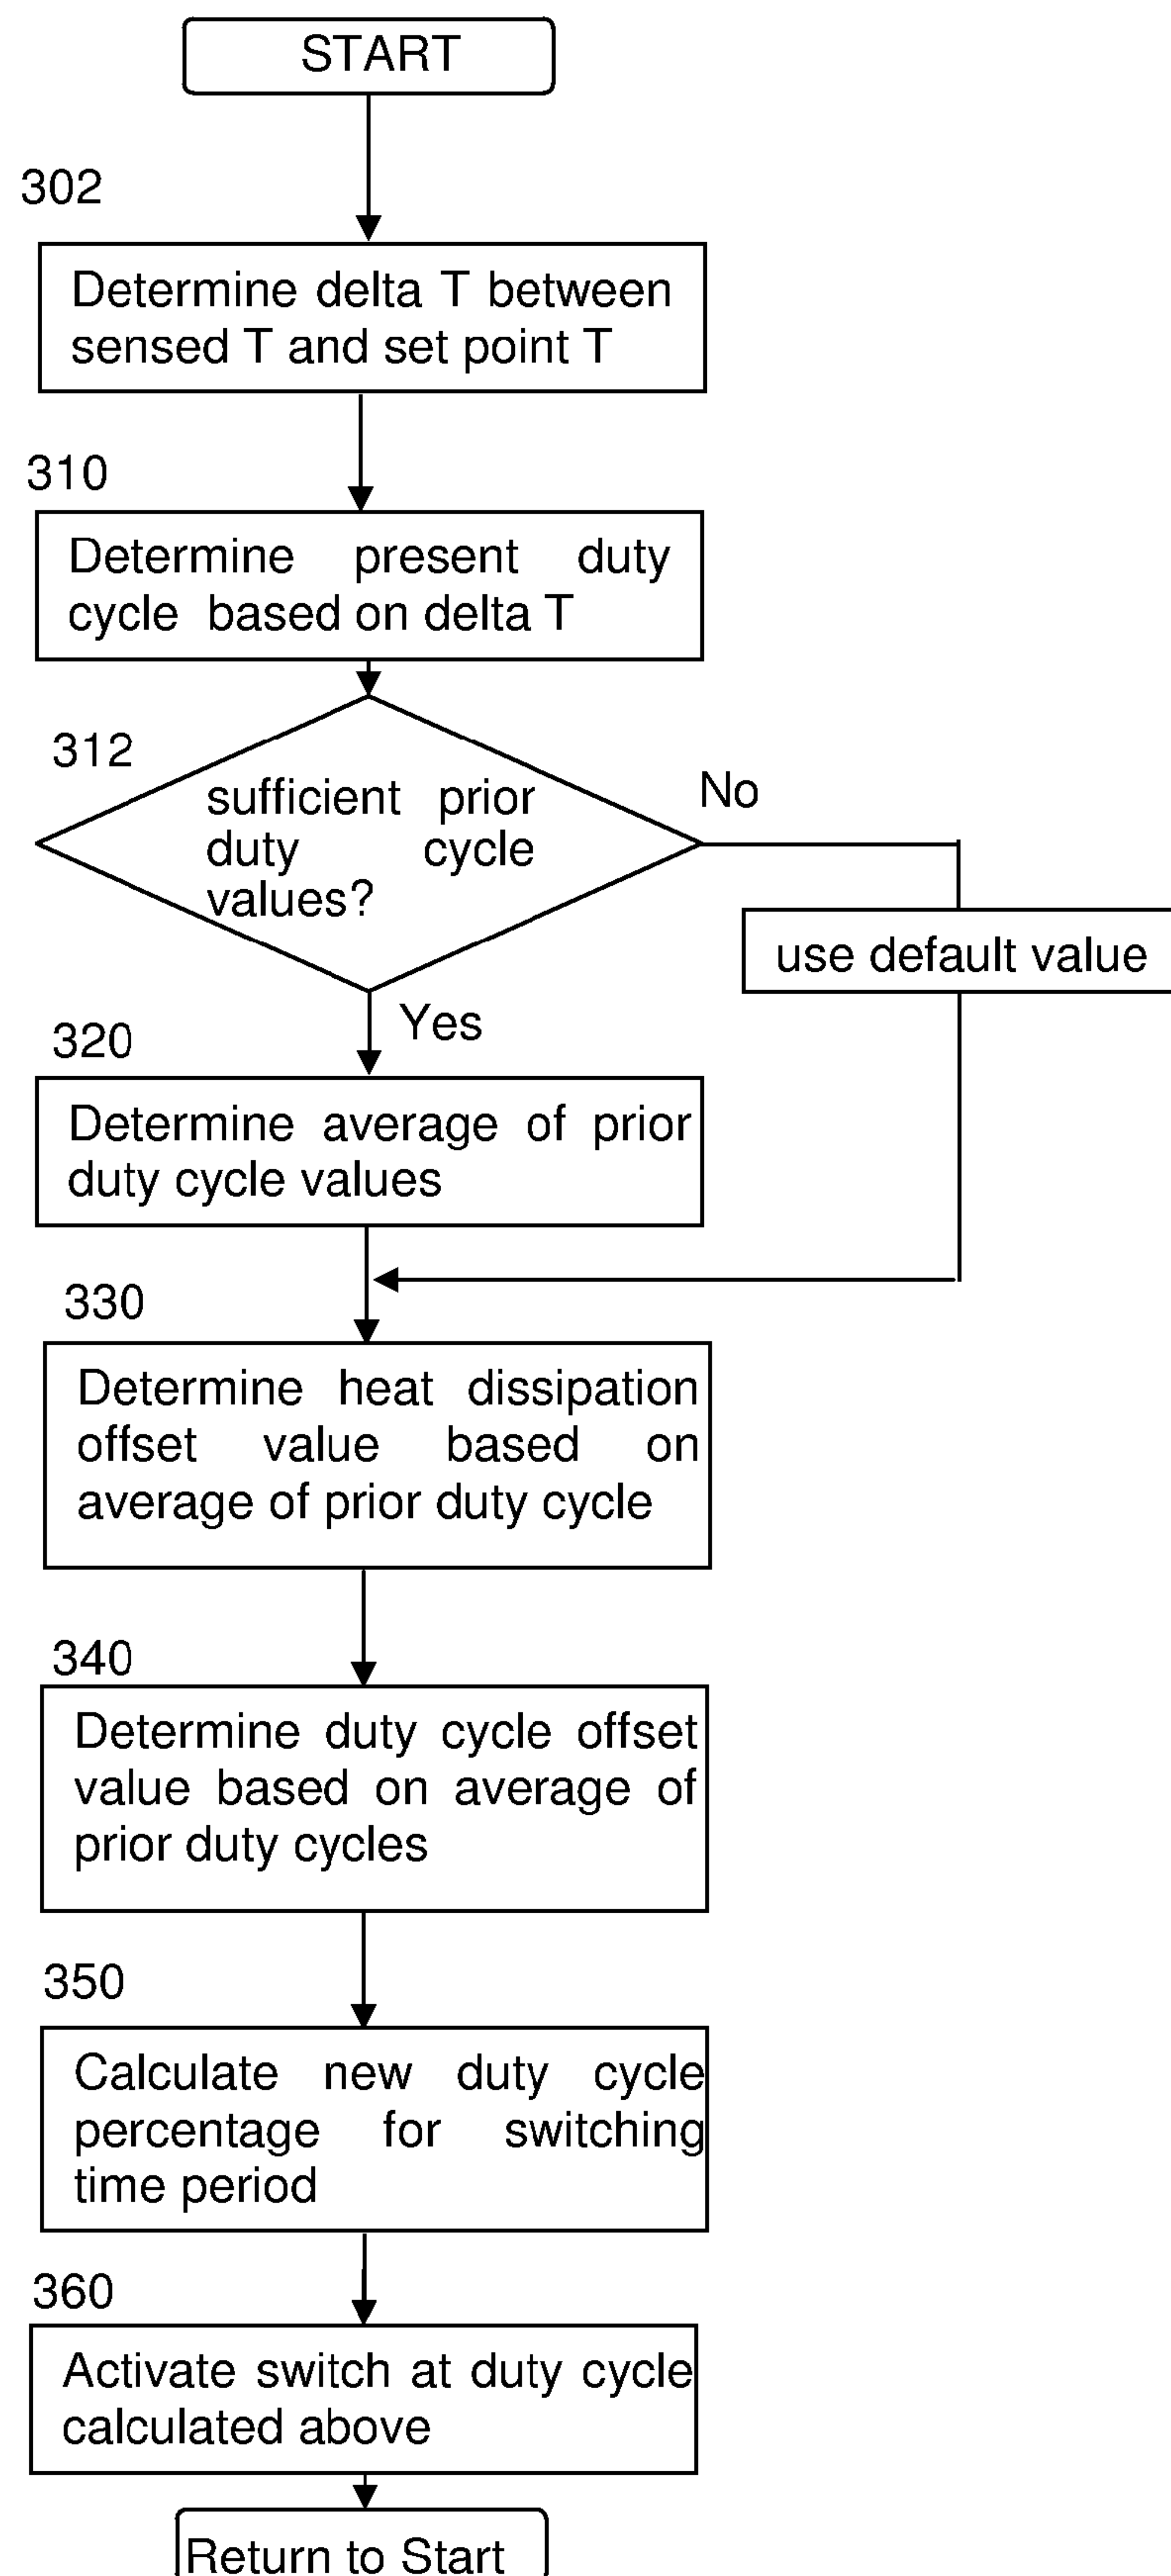 START
302
Determine delta T between
sensed T and set point T
310
Determine present duty
cycle based on delta T
312
sufficient prior
duty cycle
values?
No
use default value
Yes
320
Determine average of prior
duty cycle values
330
Determine heat dissipation
offset value based on
average of prior duty cycle
340
Determine duty cycle offset
value based on average of
prior duty cycles
350
Calculate new duty cycle
percentage for switching
time period
360
Activate switch at duty cycle
calculated above
Return to Start